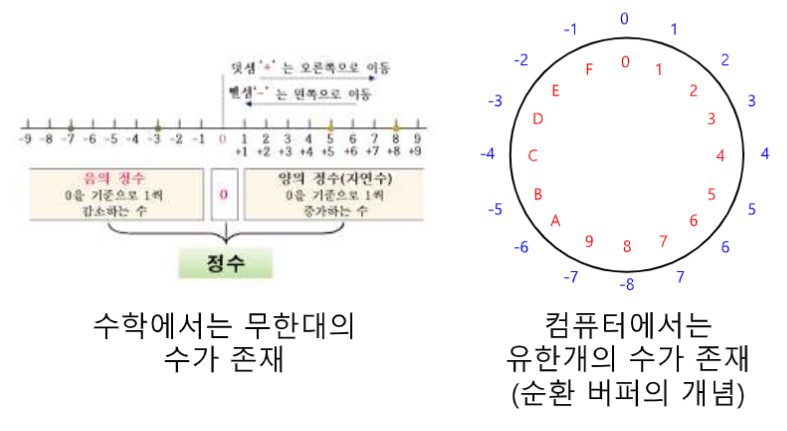 덧셈 '+' 는 오른쪽으로 이동
뺄셈 '-' 는 왼쪽으로 이동
-9 -8 -7 -6 -5 -4 -3 -2 -1 0 1 2 3 4 5 6 7 8 9
+1 +2 +3 +4 +5 +6 +7 +8 +9
음의 정수
0을 기준으로 1씩
감소하는 수
0
양의 정수(자연수)
0을 기준으로 1씩
증가하는 수
정수
수학에서는 무한대의
수가 존재
0 1 2 3 4 5 6 7 -8 -7 -6 -5 -4 -3 -2 -1
0 1 2 3 4 5 6 7 8 9 A B C D E F
컴퓨터에서는
유한개의 수가 존재
(순환 버퍼의 개념)